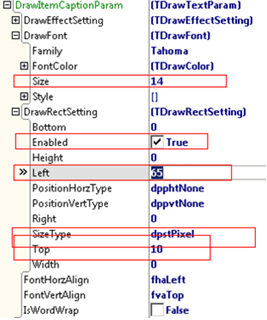 DrawItemCaptionParam (TDrawTextParam)
DrawEffectSetting (TDrawEffectSetting)
DrawFont (TDrawFont)
Family Tahoma
FontColor (TDrawColor)
Size 14
Style []
DrawRectSetting (TDrawRectSetting)
Bottom 0
Enabled True
Height 0
Left 65
PositionHorzType dpphtNone
PositionVertType dppvtNone
Right 0
SizeType dpstPixel
Top 10
Width 0
FontHorzAlign fhaLeft
FontVertAlign fvaTop
IsWordWrap False